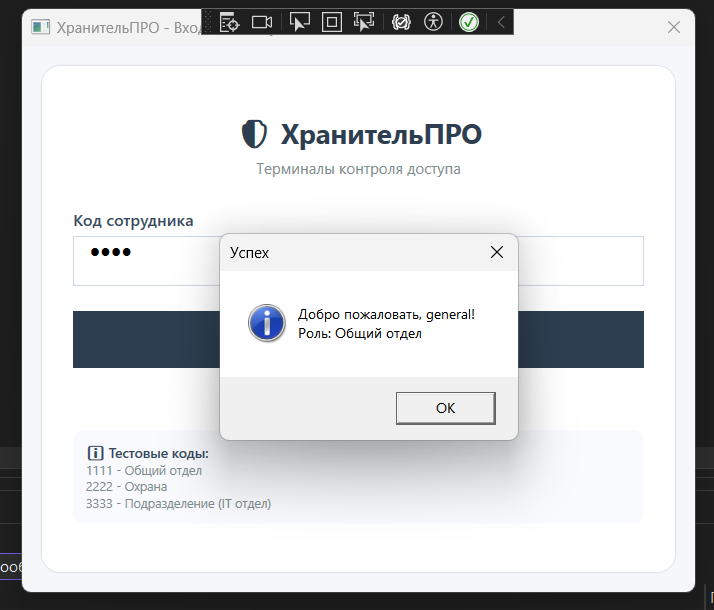 ХранительПРО - Вход
ХранительПРО
Терминалы контроля доступа
Код сотрудника
Успех
Добро пожаловать, general!
Роль: Общий отдел
OK
Тестовые коды:
1111 - Общий отдел
2222 - Охрана
3333 - Подразделение (IT отдел)